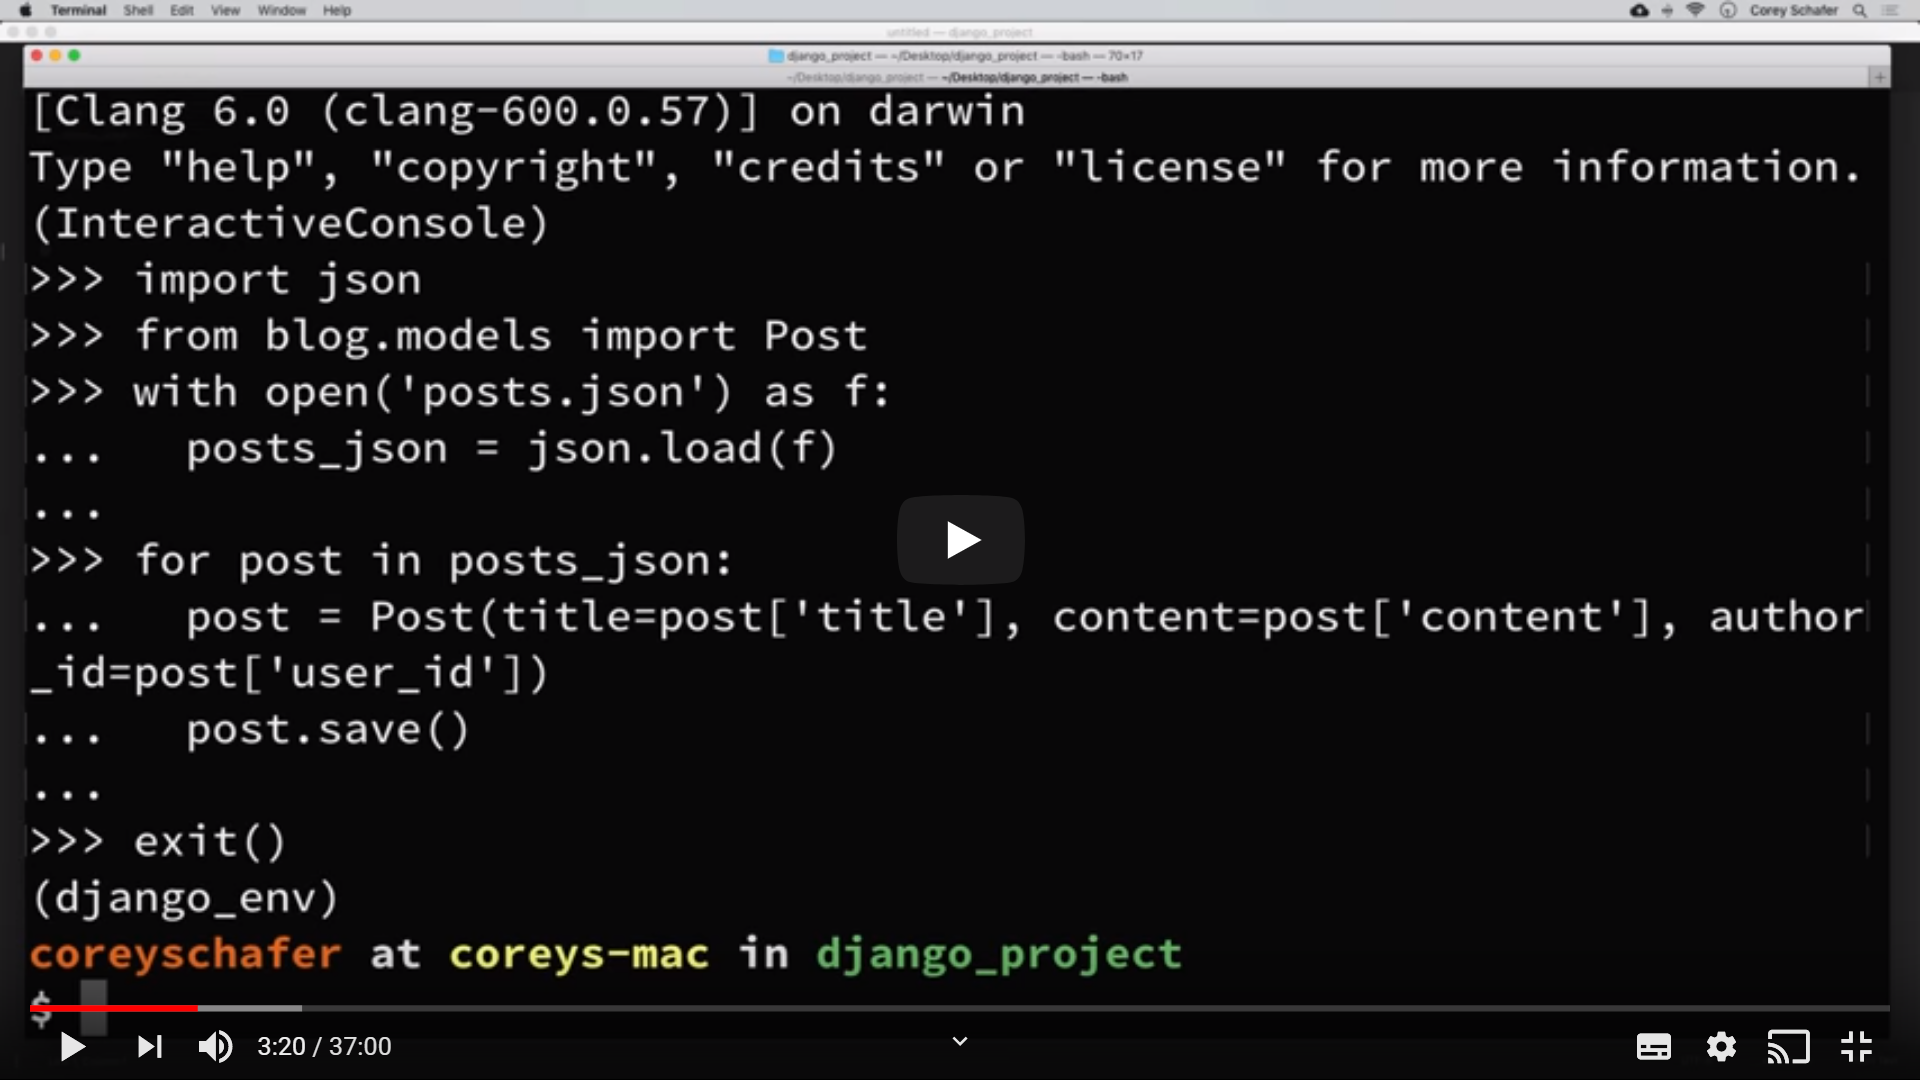 Terminal Shell Edit View Window Help Corey Schafer
untitled — django_project
django_project — ~/Desktop/django_project — -bash — 70×17
~/Desktop/django_project — ~/Desktop/django_project — -bash +
[Clang 6.0 (clang-600.0.57)] on darwin
Type "help", "copyright", "credits" or "license" for more information.
(InteractiveConsole)
>>> import json
>>> from blog.models import Post
>>> with open('posts.json') as f:
...   posts_json = json.load(f)
...
>>> for post in posts_json:
...   post = Post(title=post['title'], content=post['content'], author
_id=post['user_id'])
...   post.save()
...
>>> exit()
(django_env)
coreyschafer at coreys-mac in django_project
$
3:20 / 37:00